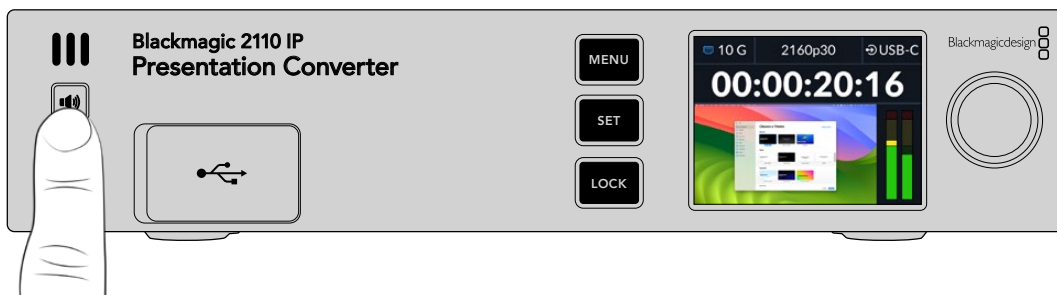 Blackmagic 2110 IP
Presentation Converter
MENU
SET
LOCK
10 G 2160p30 USB-C
00:00:20:16
Blackmagicdesign